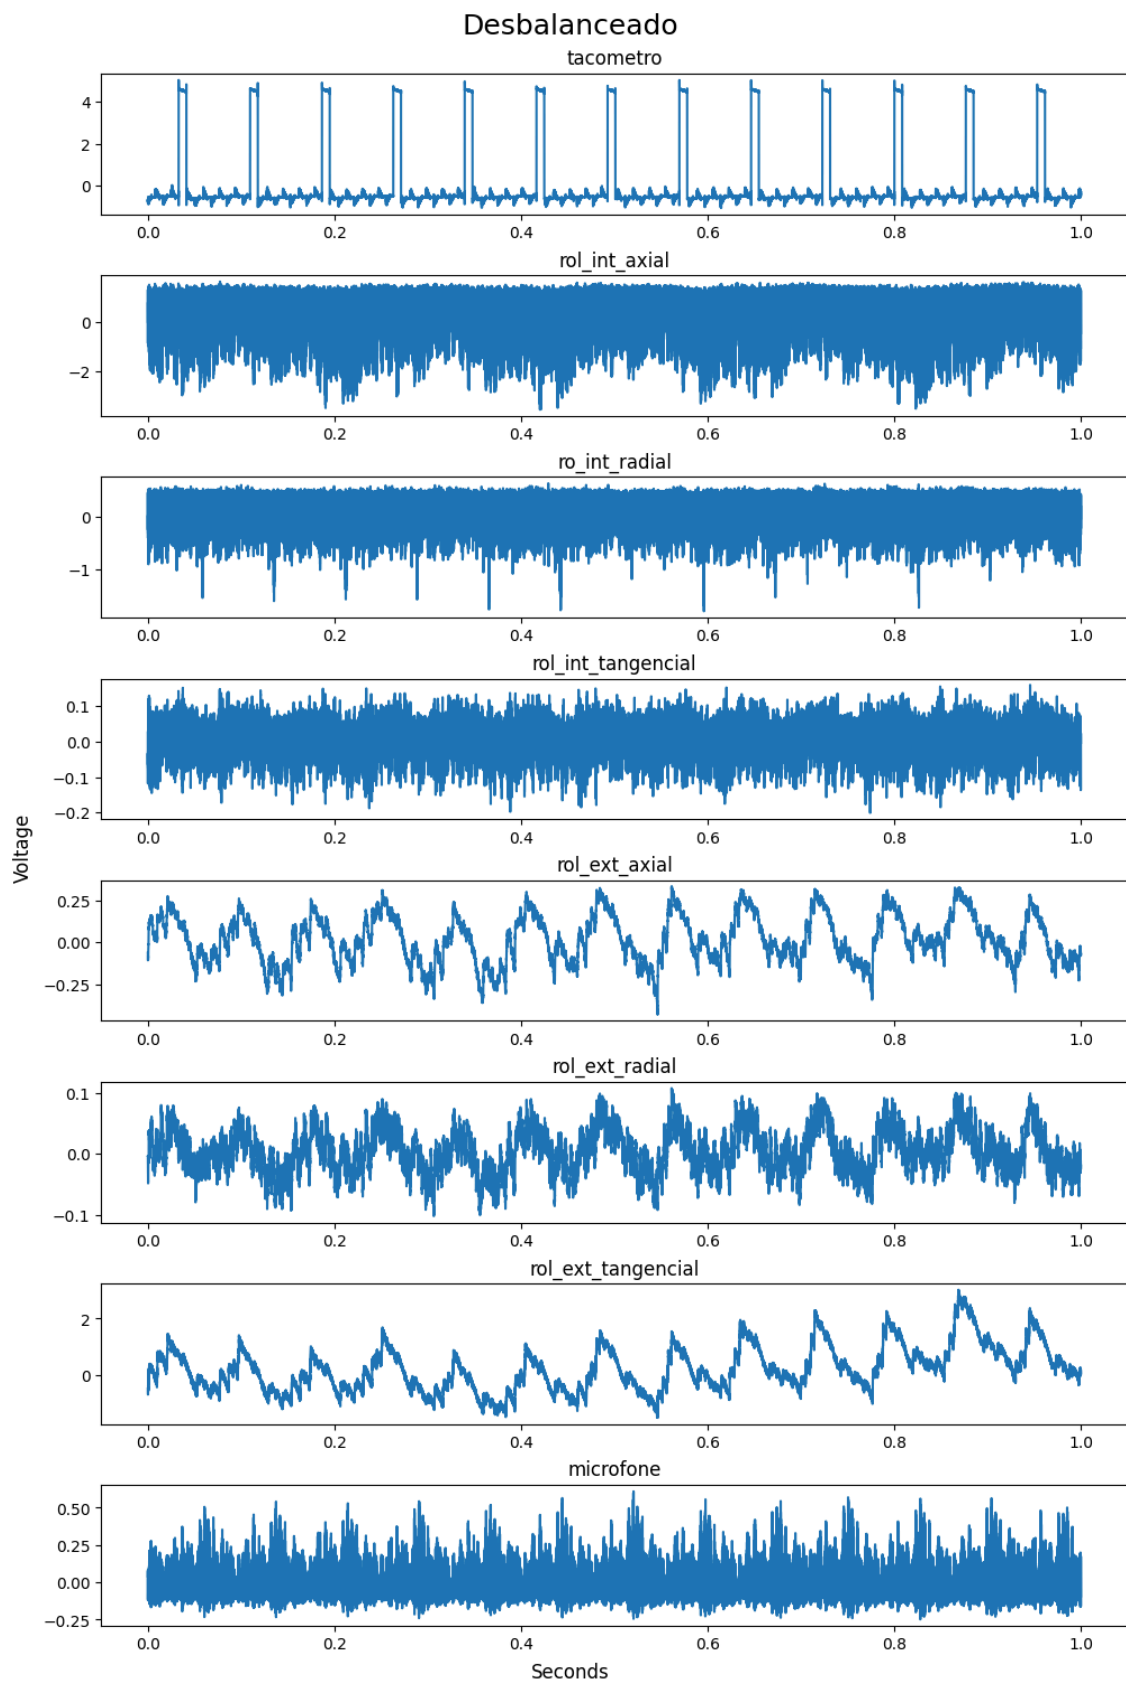 Desbalanceado
tacometro
4
2
0
0.0 0.2 0.4 0.6 0.8 1.0
rol_int_axial
0
−2
0.0 0.2 0.4 0.6 0.8 1.0
ro_int_radial
0
−1
0.0 0.2 0.4 0.6 0.8 1.0
rol_int_tangencial
0.1
0.0
−0.1
−0.2
0.0 0.2 0.4 0.6 0.8 1.0
Voltage
rol_ext_axial
0.25
0.00
−0.25
0.0 0.2 0.4 0.6 0.8 1.0
rol_ext_radial
0.1
0.0
−0.1
0.0 0.2 0.4 0.6 0.8 1.0
rol_ext_tangencial
2
0
0.0 0.2 0.4 0.6 0.8 1.0
microfone
0.50
0.25
0.00
−0.25
0.0 0.2 0.4 0.6 0.8 1.0
Seconds